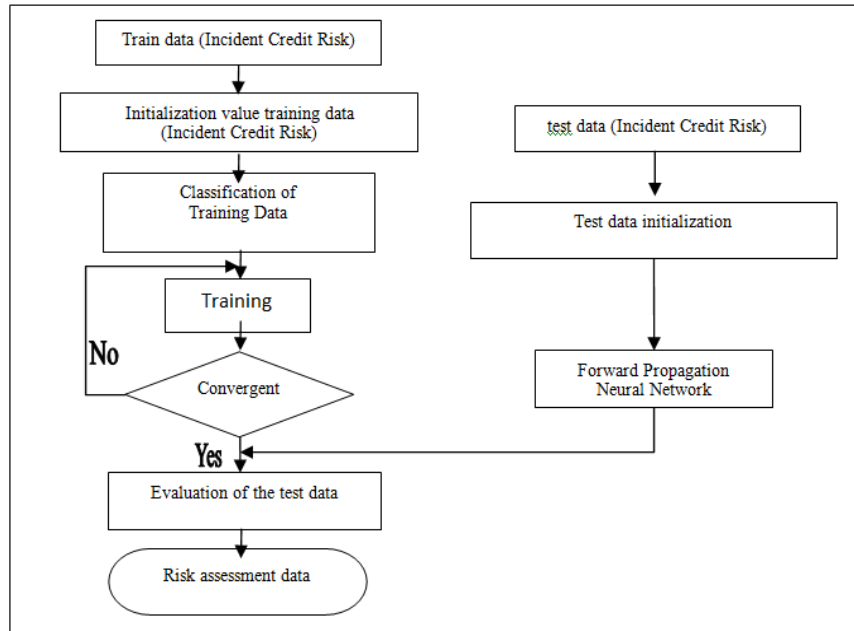 Train data (Incident Credit Risk)
Initialization value training data
(Incident Credit Risk)
Classification of
Training Data
Training
No
Convergent
Yes
Evaluation of the test data
Risk assessment data
test data (Incident Credit Risk)
Test data initialization
Forward Propagation
Neural Network